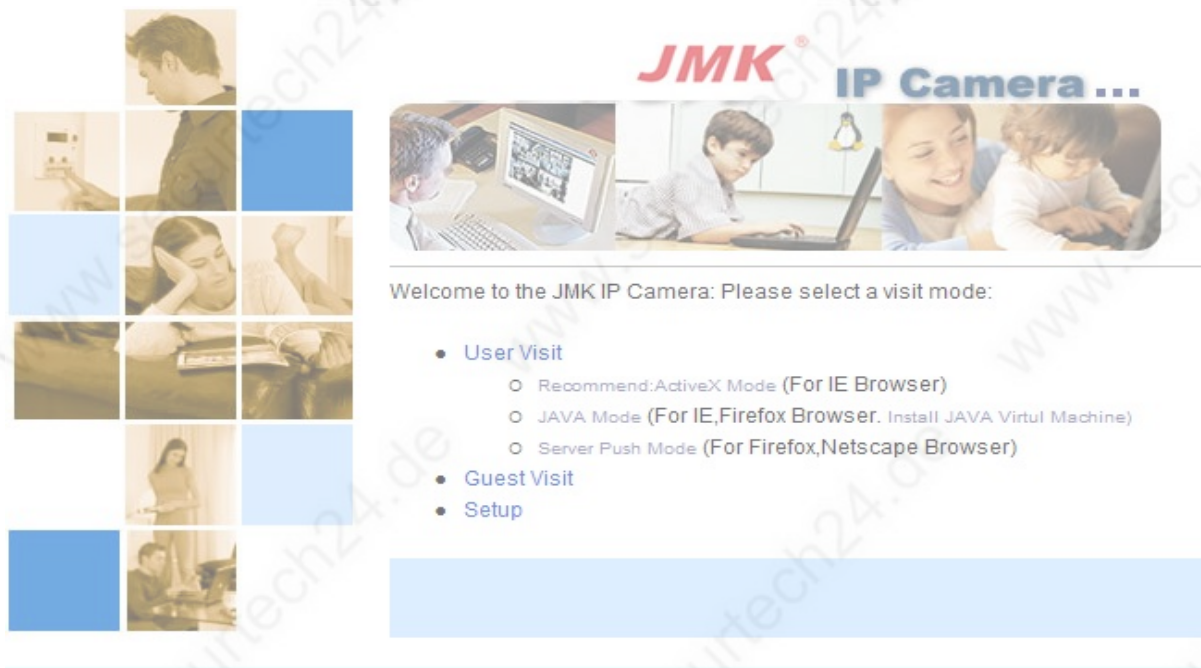 JMK®
IP Camera...
Welcome to the JMK IP Camera: Please select a visit mode:
User Visit
Recommend:ActiveX Mode (For IE Browser)
JAVA Mode (For IE,Firefox Browser. Install JAVA Virtul Machine)
Server Push Mode (For Firefox,Netscape Browser)
Guest Visit
Setup